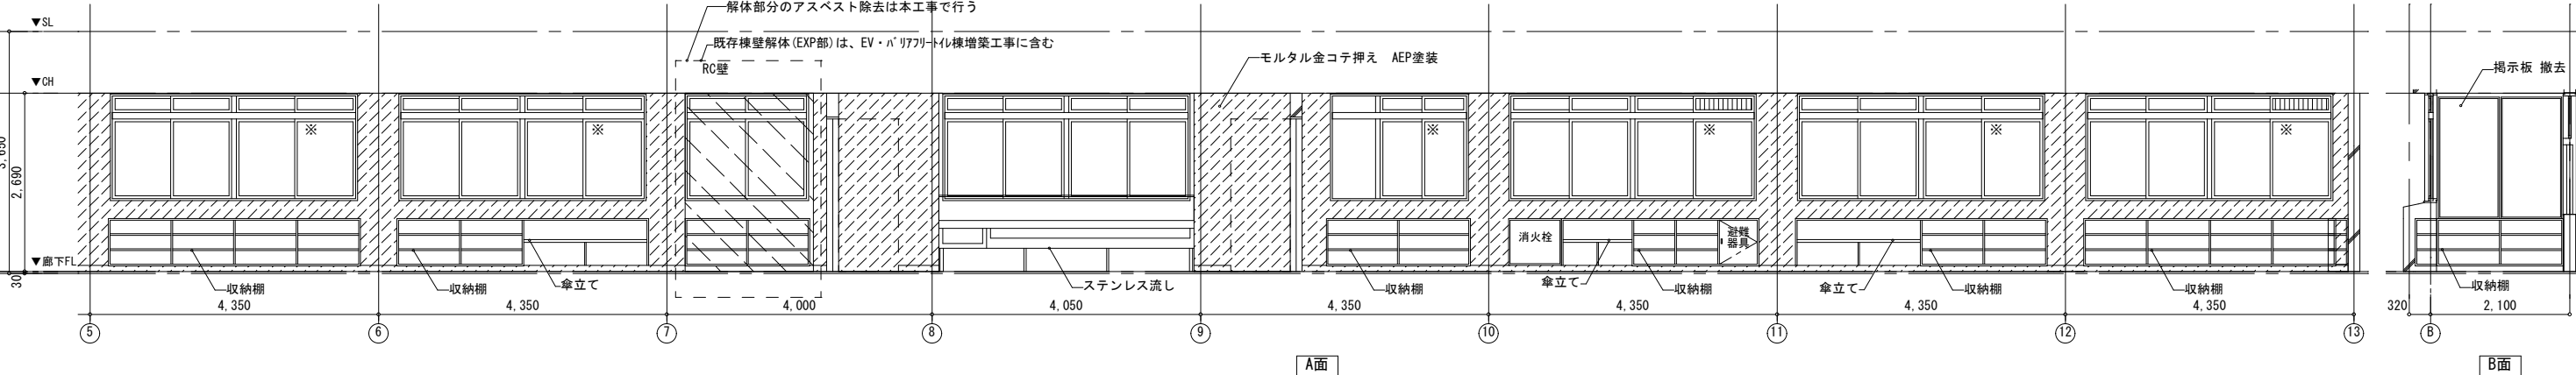 解体部分のアスベスト除去は本工事で行う
▼SL
既存棟壁解体(EXP部)は、EV・バリアフリートイレ棟増築工事に含む
モルタル金コテ押え　AEP塗装
RC壁
掲示板 撤去
▼CH
※
※
※
※
※
※
3,690
2,690
消火栓
避難
器具
▼廊下FL
30
収納棚
収納棚
傘立て
ステンレス流し
収納棚
傘立て
収納棚
傘立て
収納棚
収納棚
収納棚
4,350
4,350
4,000
4,050
4,350
4,350
4,350
4,350
320
2,100
5
6
7
8
9
10
11
12
13
B
A面
B面